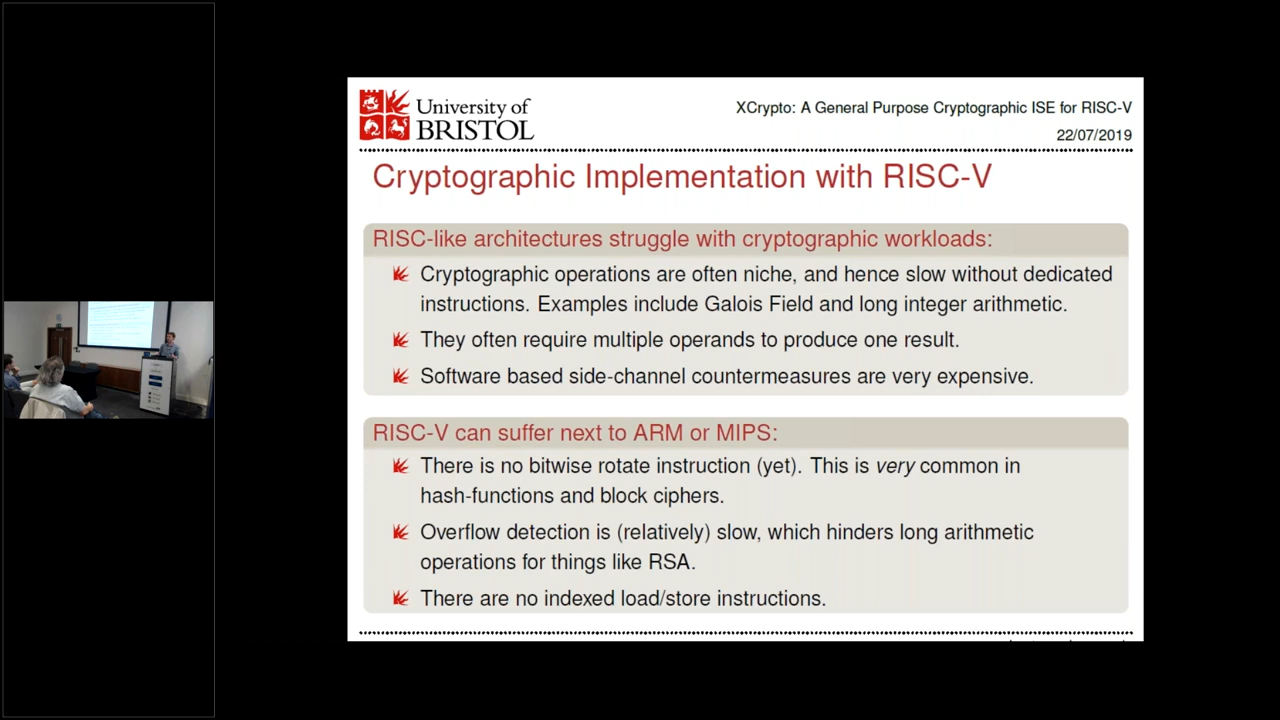 University of
BRISTOL
XCrypto: A General Purpose Cryptographic ISE for RISC-V
22/07/2019
Cryptographic Implementation with RISC-V
RISC-like architectures struggle with cryptographic workloads:
Cryptographic operations are often niche, and hence slow without dedicated
instructions. Examples include Galois Field and long integer arithmetic.
They often require multiple operands to produce one result.
Software based side-channel countermeasures are very expensive.
RISC-V can suffer next to ARM or MIPS:
There is no bitwise rotate instruction (yet). This is very common in
hash-functions and block ciphers.
Overflow detection is (relatively) slow, which hinders long arithmetic
operations for things like RSA.
There are no indexed load/store instructions.